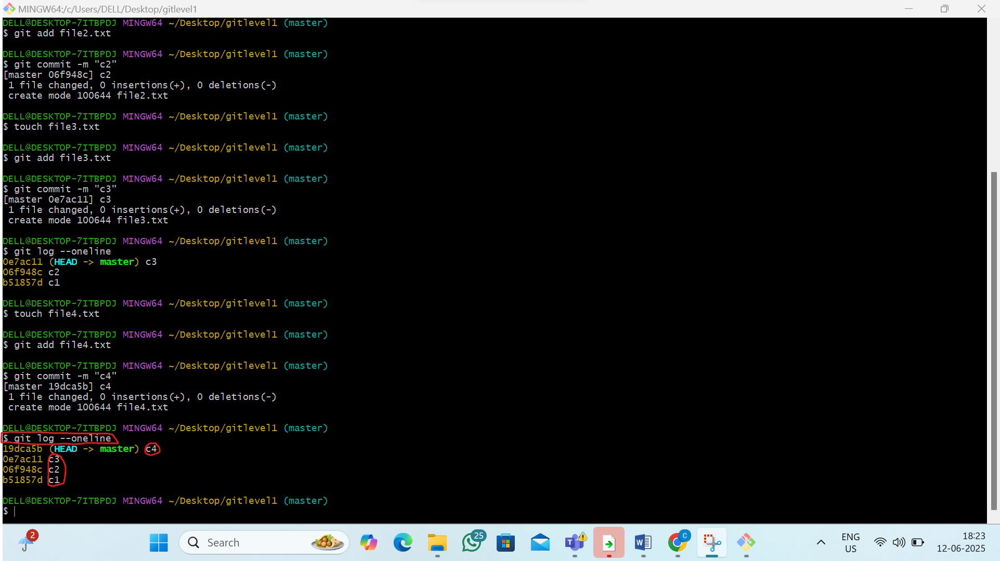 MINGW64:/c/Users/DELL/Desktop/gitlevel1
DELL@DESKTOP-7ITBPDJ MINGW64 ~/Desktop/gitlevel1 (master)
$ git add file2.txt
DELL@DESKTOP-7ITBPDJ MINGW64 ~/Desktop/gitlevel1 (master)
$ git commit -m "c2"
[master 06f948c] c2
 1 file changed, 0 insertions(+), 0 deletions(-)
 create mode 100644 file2.txt
DELL@DESKTOP-7ITBPDJ MINGW64 ~/Desktop/gitlevel1 (master)
$ touch file3.txt
DELL@DESKTOP-7ITBPDJ MINGW64 ~/Desktop/gitlevel1 (master)
$ git add file3.txt
DELL@DESKTOP-7ITBPDJ MINGW64 ~/Desktop/gitlevel1 (master)
$ git commit -m "c3"
[master 0e7ac11] c3
 1 file changed, 0 insertions(+), 0 deletions(-)
 create mode 100644 file3.txt
DELL@DESKTOP-7ITBPDJ MINGW64 ~/Desktop/gitlevel1 (master)
$ git log --oneline
0e7ac11 (HEAD -> master) c3
06f948c c2
b51857d c1
DELL@DESKTOP-7ITBPDJ MINGW64 ~/Desktop/gitlevel1 (master)
$ touch file4.txt
DELL@DESKTOP-7ITBPDJ MINGW64 ~/Desktop/gitlevel1 (master)
$ git add file4.txt
DELL@DESKTOP-7ITBPDJ MINGW64 ~/Desktop/gitlevel1 (master)
$ git commit -m "c4"
[master 19dca5b] c4
 1 file changed, 0 insertions(+), 0 deletions(-)
 create mode 100644 file4.txt
DELL@DESKTOP-7ITBPDJ MINGW64 ~/Desktop/gitlevel1 (master)
$ git log --oneline
19dca5b (HEAD -> master) c4
0e7ac11 c3
06f948c c2
b51857d c1
DELL@DESKTOP-7ITBPDJ MINGW64 ~/Desktop/gitlevel1 (master)
$
2
Search
25
T
W
C
ENG
US
18:23
12-06-2025